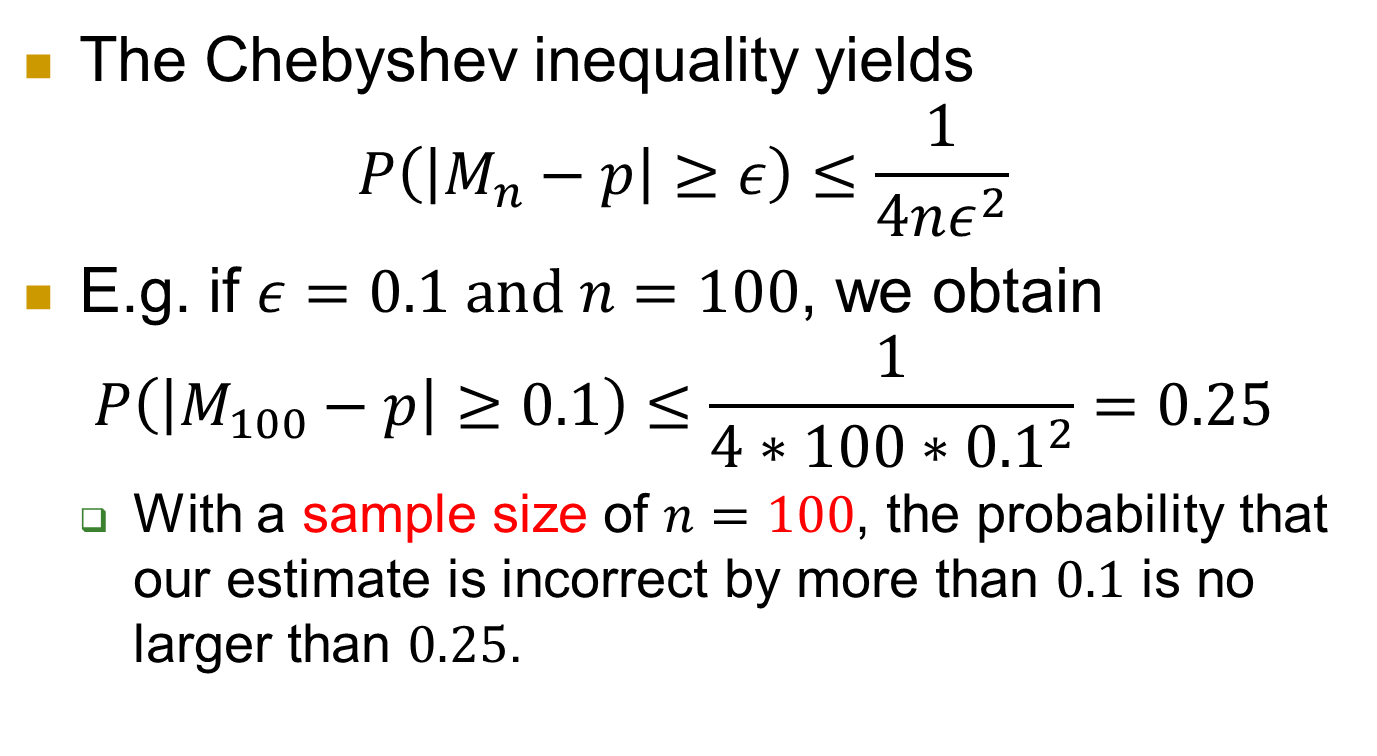 The Chebyshev inequality yields
P(|Mₙ − p| ≥ ϵ) ≤ 1/(4nϵ²)
E.g. if ϵ = 0.1 and n = 100, we obtain
P(|M₁₀₀ − p| ≥ 0.1) ≤ 1/(4 * 100 * 0.1²) = 0.25
With a sample size of n = 100, the probability that
our estimate is incorrect by more than 0.1 is no
larger than 0.25.